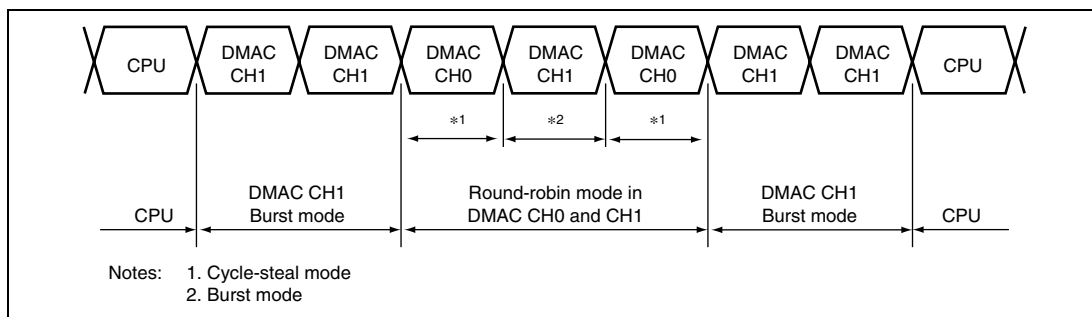 CPU
DMAC
CH1
DMAC
CH1
DMAC
CH0
DMAC
CH1
DMAC
CH0
DMAC
CH1
DMAC
CH1
CPU
*1
*2
*1
CPU
DMAC CH1
Burst mode
Round-robin mode in
DMAC CH0 and CH1
DMAC CH1
Burst mode
CPU
Notes: 1. Cycle-steal mode
2. Burst mode